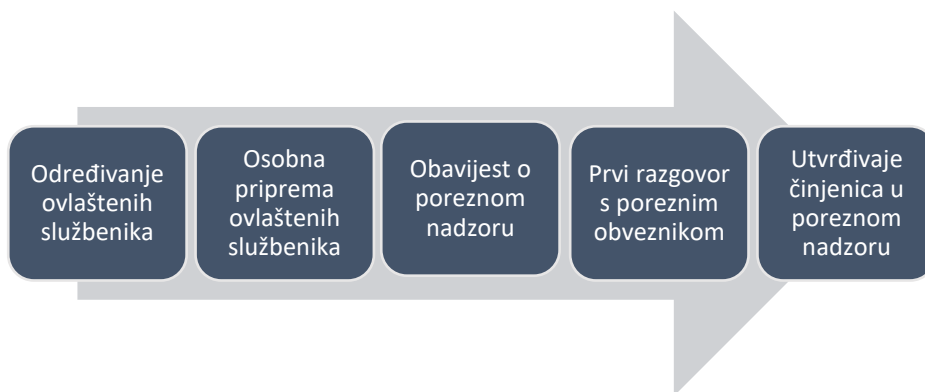 Određivanje
ovlaštenih
službenika
Osobna
priprema
ovlaštenih
službenika
Obavijest o
poreznom
nadzoru
Prvi razgovor
s poreznim
obveznikom
Utvrđivaje
činjenica u
poreznom
nadzoru